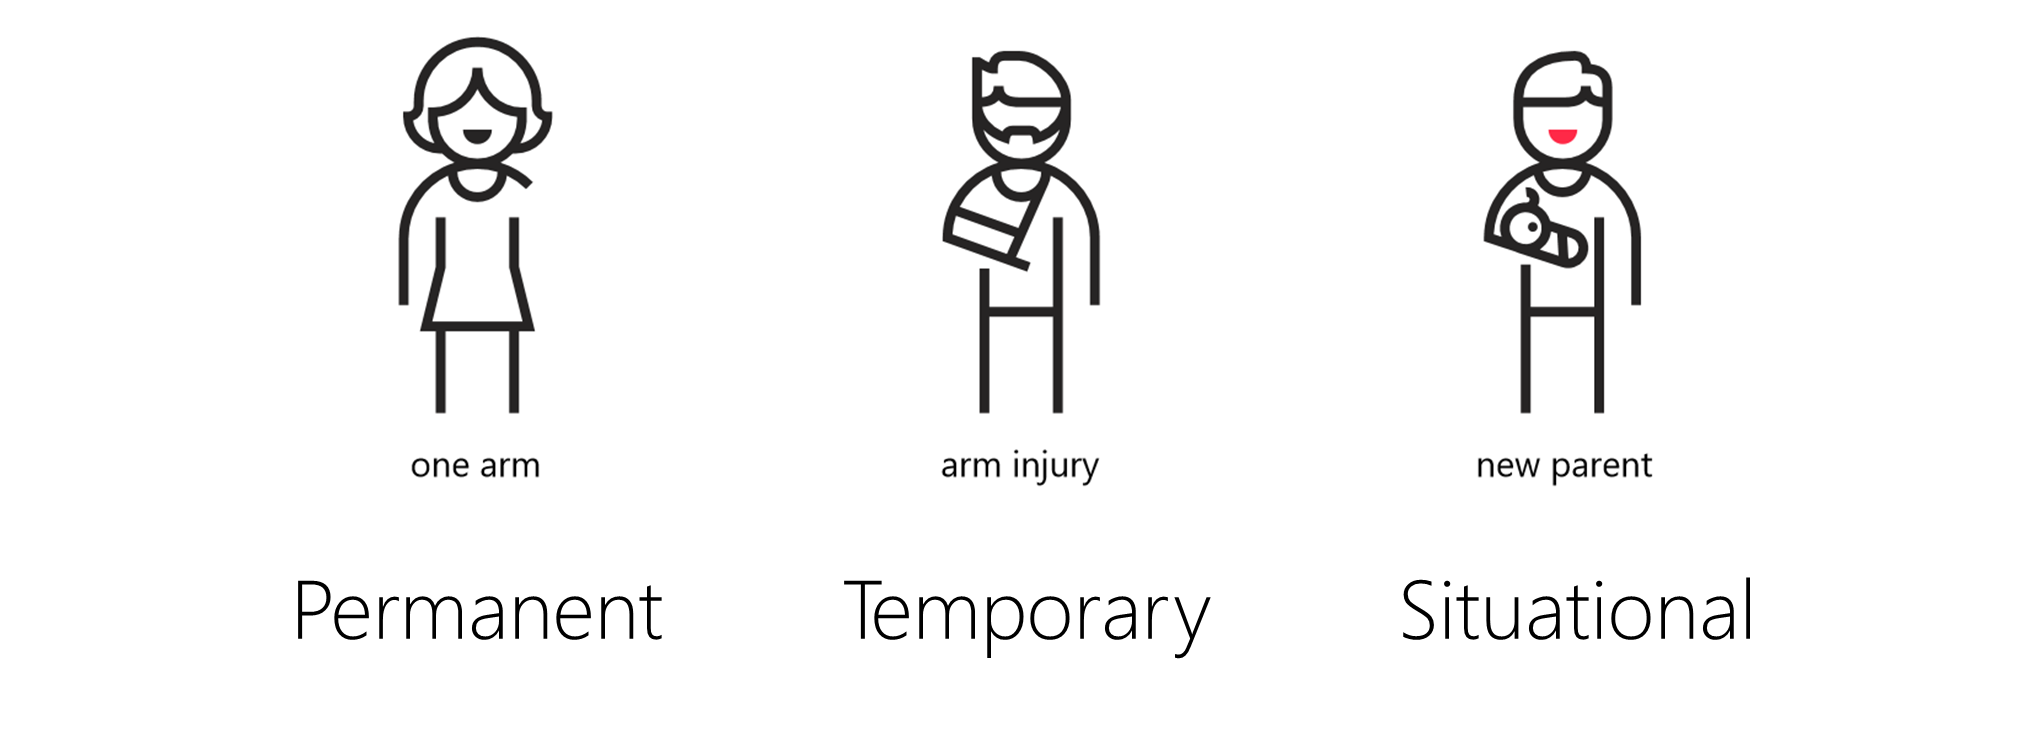 one arm
arm injury
new parent
Permanent
Temporary
Situational